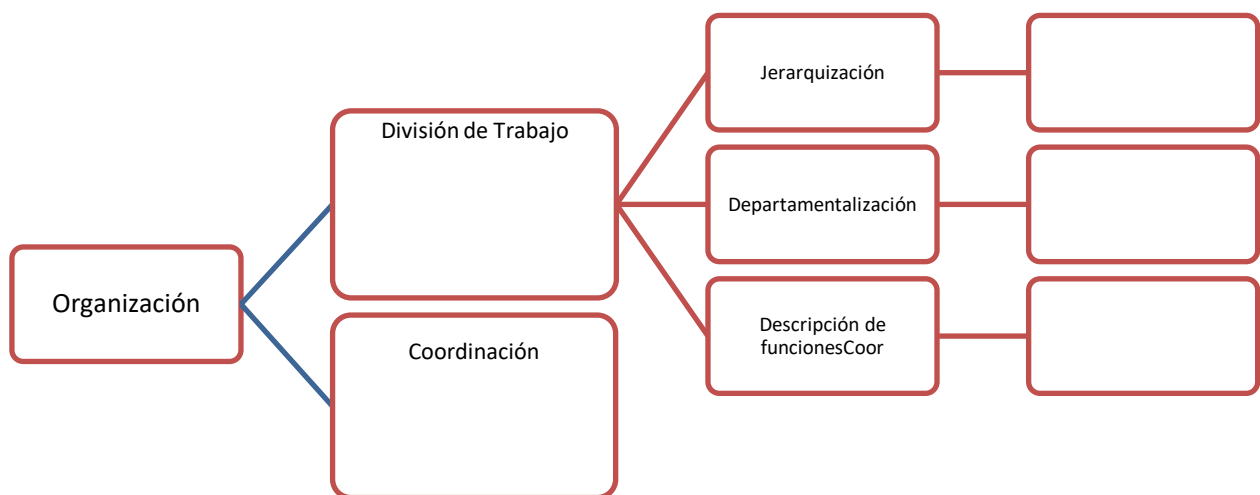 Organización
División de Trabajo
Coordinación
Jerarquización
Departamentalización
Descripción de
funcionesCoor